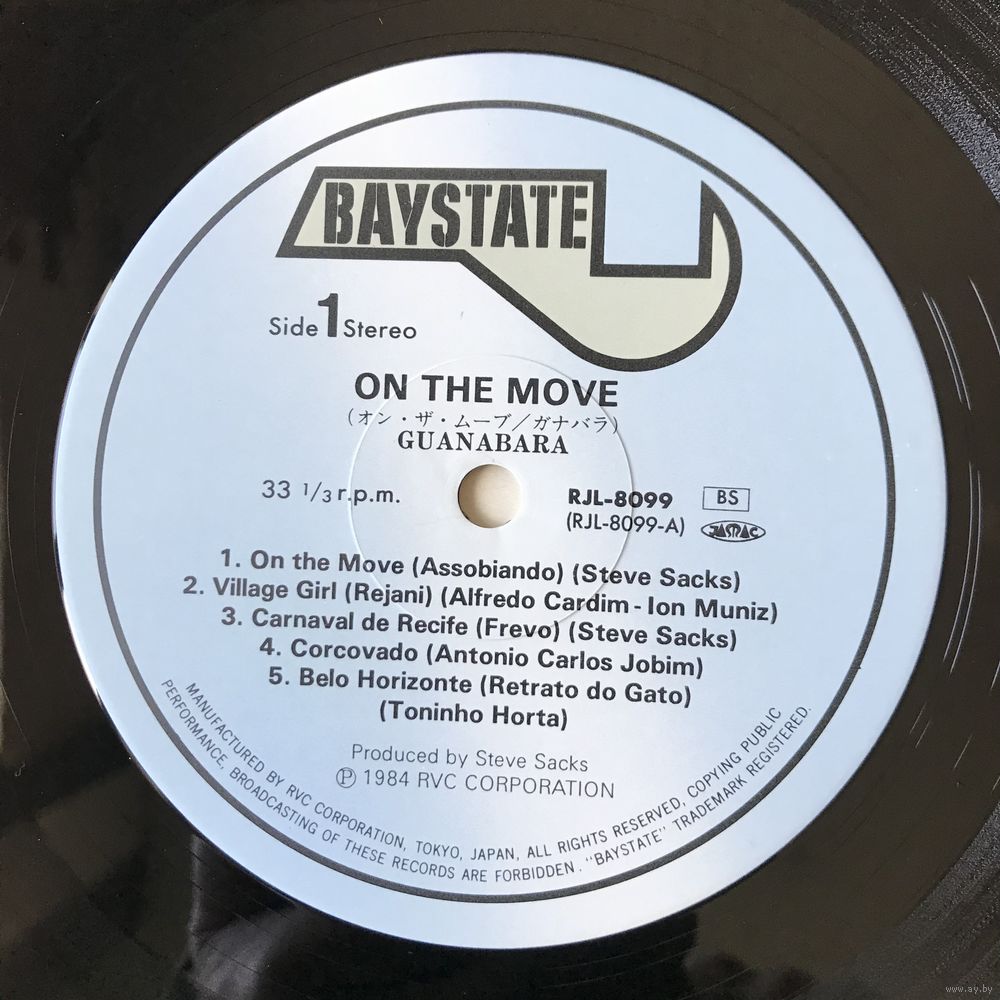 BAYSTATE
Side 1 Stereo
ON THE MOVE
(オン・ザ・ムーブ/ガナバラ)
GUANABARA
33 1/3 r.p.m.
RJL-8099 BS
(RJL-8099-A) JASRAC
1. On the Move (Assobiando) (Steve Sacks)
2. Village Girl (Rejani) (Alfredo Cardim - Ion Muniz)
3. Carnaval de Recife (Frevo) (Steve Sacks)
4. Corcovado (Antonio Carlos Jobim)
5. Belo Horizonte (Retrato do Gato)
(Toninho Horta)
Produced by Steve Sacks
Ⓟ 1984 RVC CORPORATION
MANUFACTURED BY RVC CORPORATION, TOKYO, JAPAN, ALL RIGHTS RESERVED, COPYING PUBLIC
PERFORMANCE, BROADCASTING OF THESE RECORDS ARE FORBIDDEN. "BAYSTATE" TRADEMARK REGISTERED.
www.ay.by